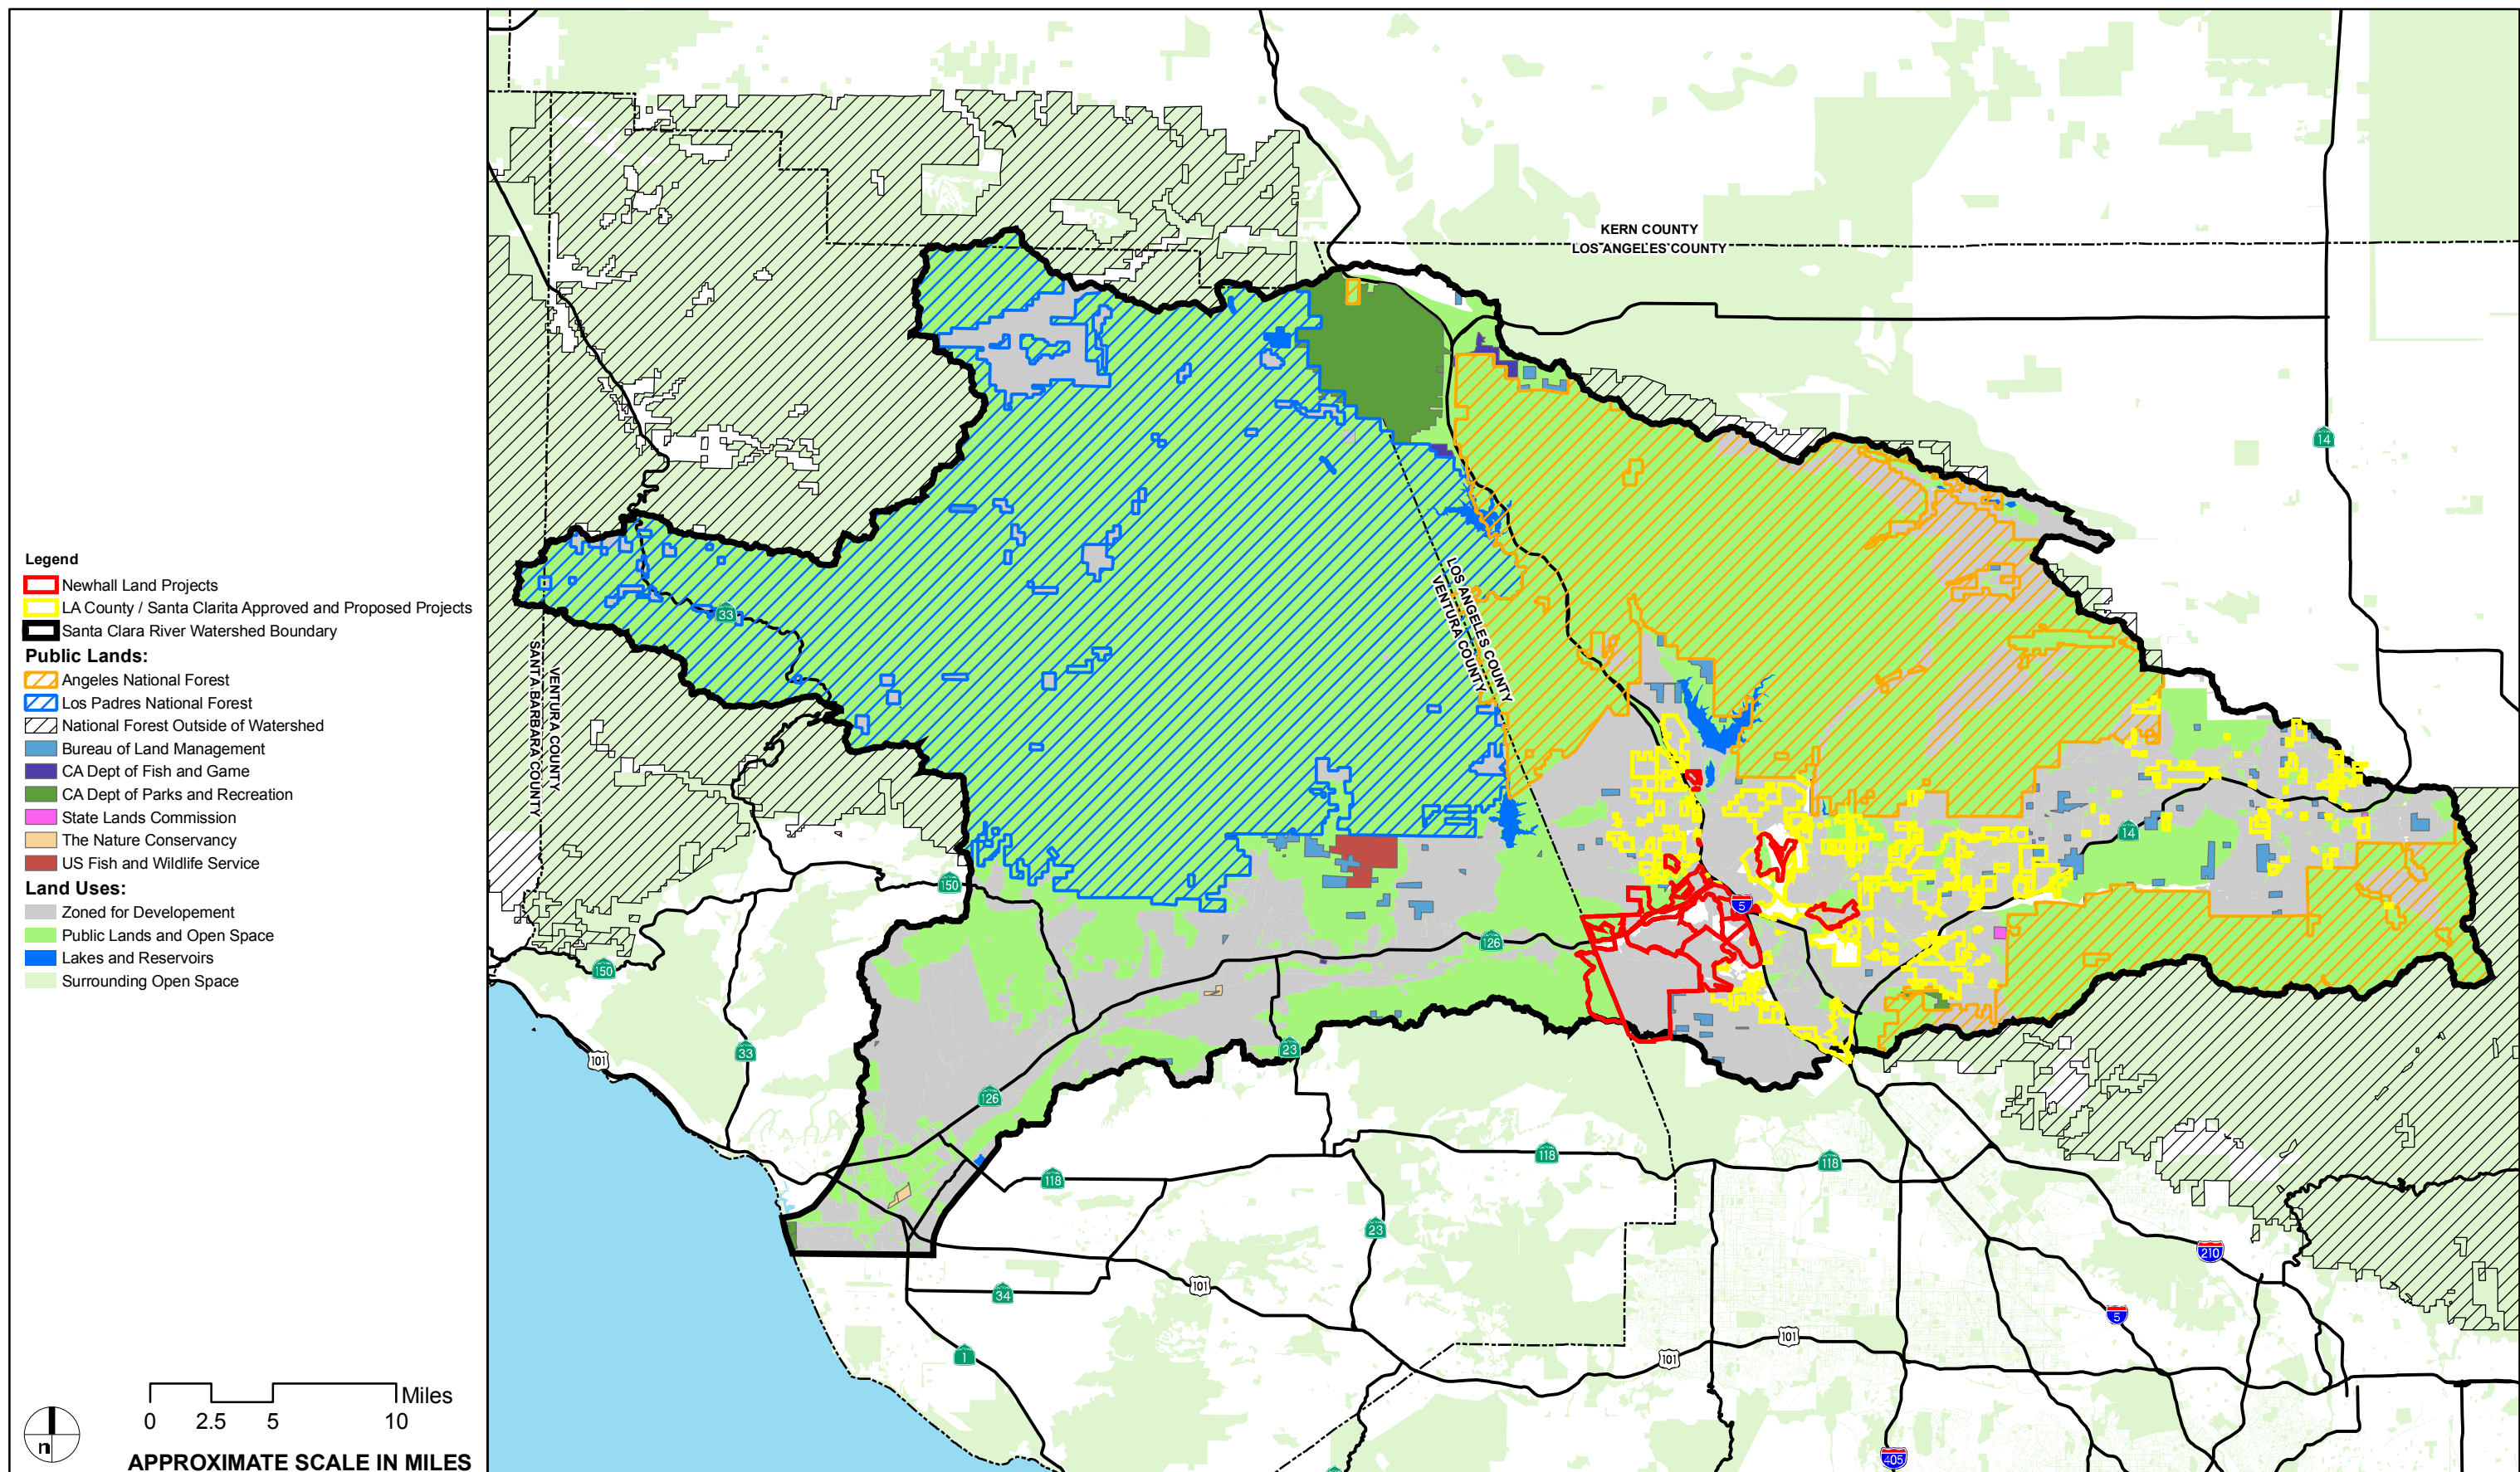 KERN COUNTY
LOS ANGELES COUNTY
14
Legend
Newhall Land Projects
LA County / Santa Clarita Approved and Proposed Projects
Santa Clara River Watershed Boundary
Public Lands:
Angeles National Forest
Los Padres National Forest
National Forest Outside of Watershed
Bureau of Land Management
CA Dept of Fish and Game
CA Dept of Parks and Recreation
State Lands Commission
The Nature Conservancy
US Fish and Wildlife Service
Land Uses:
Zoned for Developement
Public Lands and Open Space
Lakes and Reservoirs
Surrounding Open Space
33
LOS ANGELES COUNTY
VENTURA COUNTY
VENTURA COUNTY
SANTA BARBARA COUNTY
14
150
5
126
150
33
101
23
126
118
118
118
23
210
101
34
5
101
101
1
405
Miles
0 2.5 5 10
n
APPROXIMATE SCALE IN MILES